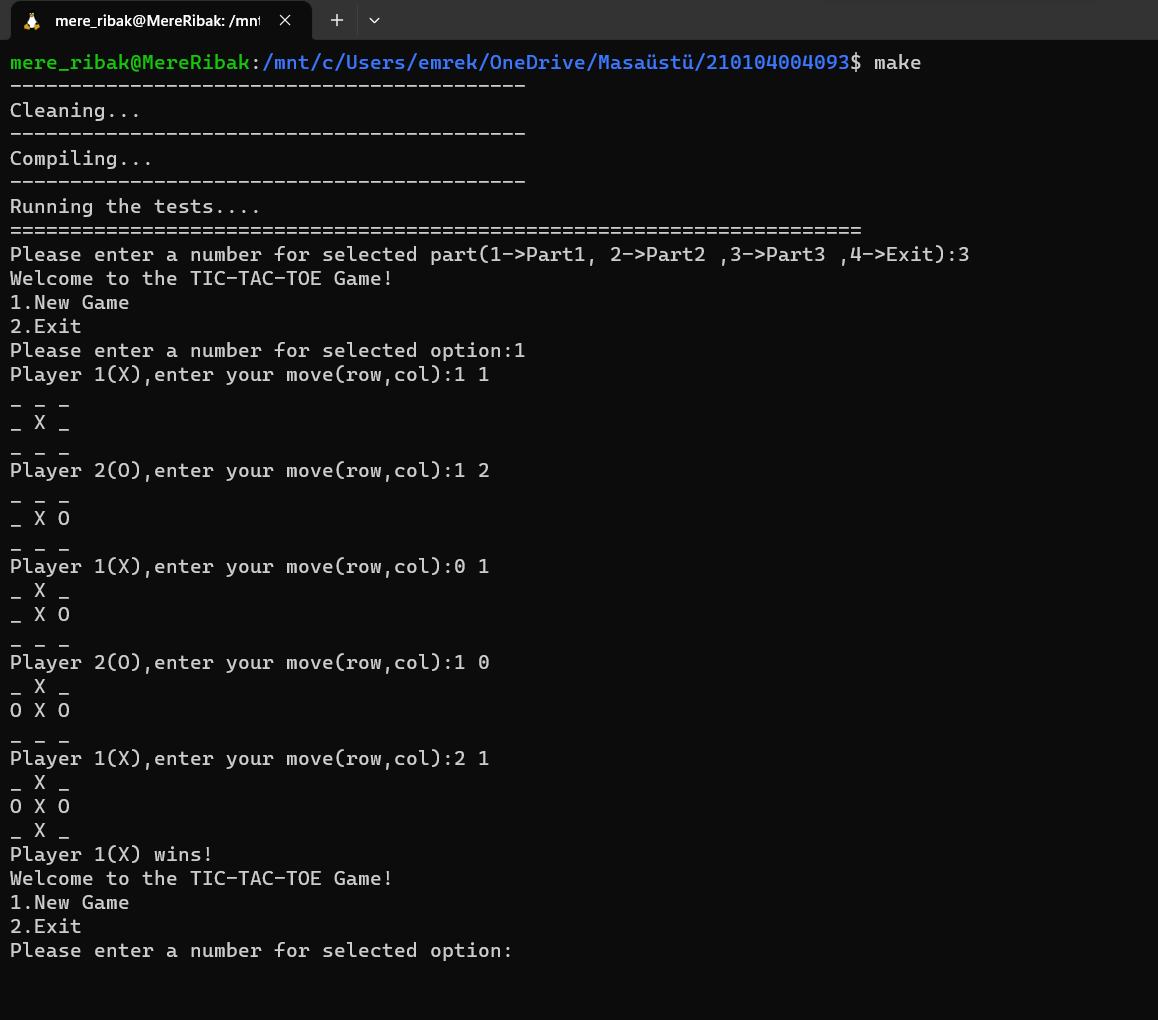 mere_ribak@MereRibak: /mnt
mere_ribak@MereRibak:/mnt/c/Users/emrek/OneDrive/Masaüstü/210104004093$ make
-------------------------------------------
Cleaning...
-------------------------------------------
Compiling...
-------------------------------------------
Running the tests....
=======================================================================
Please enter a number for selected part(1->Part1, 2->Part2 ,3->Part3 ,4->Exit):3
Welcome to the TIC-TAC-TOE Game!
1.New Game
2.Exit
Please enter a number for selected option:1
Player 1(X),enter your move(row,col):1 1
_ _ _
_ X _
_ _ _
Player 2(O),enter your move(row,col):1 2
_ _ _
_ X O
_ _ _
Player 1(X),enter your move(row,col):0 1
_ X _
_ X O
_ _ _
Player 2(O),enter your move(row,col):1 0
_ X _
O X O
_ _ _
Player 1(X),enter your move(row,col):2 1
_ X _
O X O
_ X _
Player 1(X) wins!
Welcome to the TIC-TAC-TOE Game!
1.New Game
2.Exit
Please enter a number for selected option: